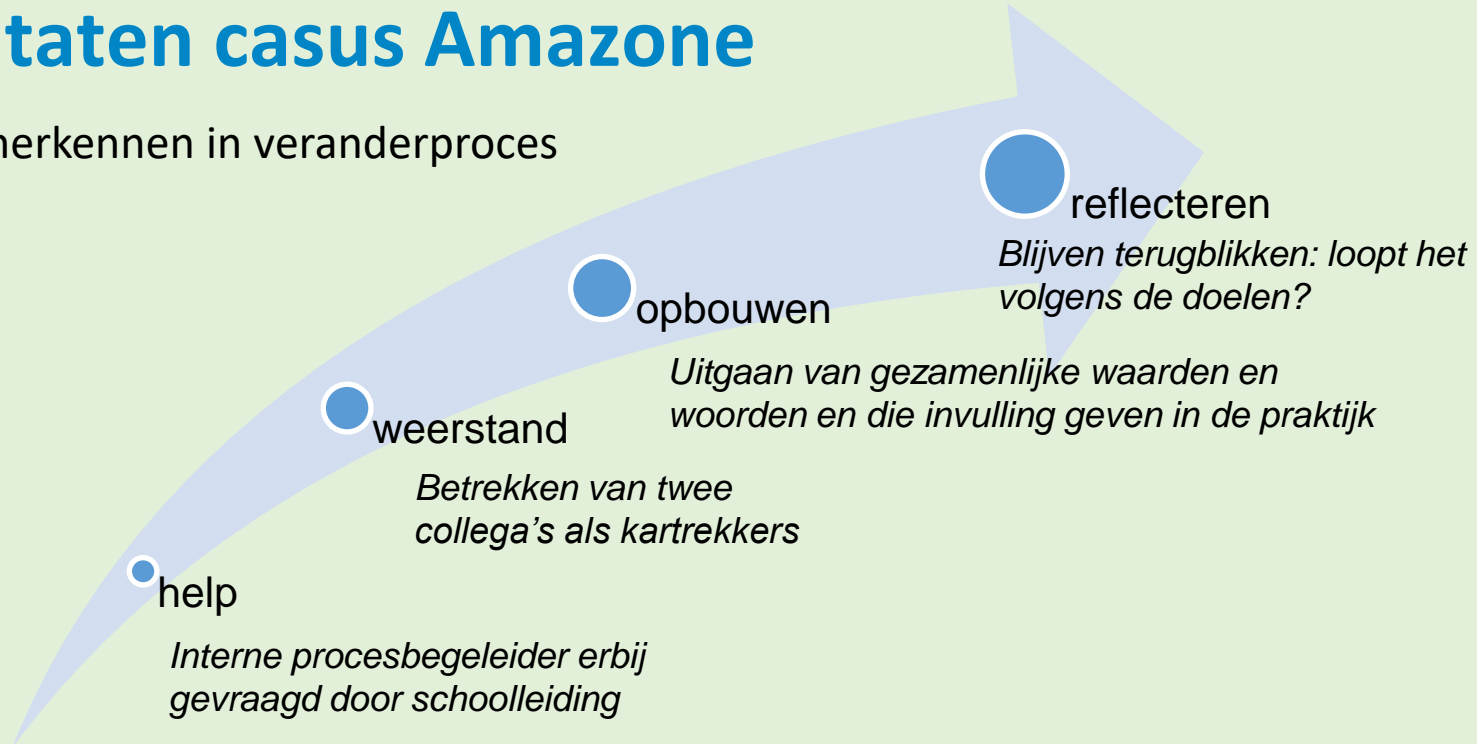 taten casus Amazone
herkennen in veranderproces
reflecteren
Blijven terugblikken: loopt het
volgens de doelen?
opbouwen
Uitgaan van gezamenlijke waarden en
woorden en die invulling geven in de praktijk
weerstand
Betrekken van twee
collega’s als kartrekkers
help
Interne procesbegeleider erbij
gevraagd door schoolleiding